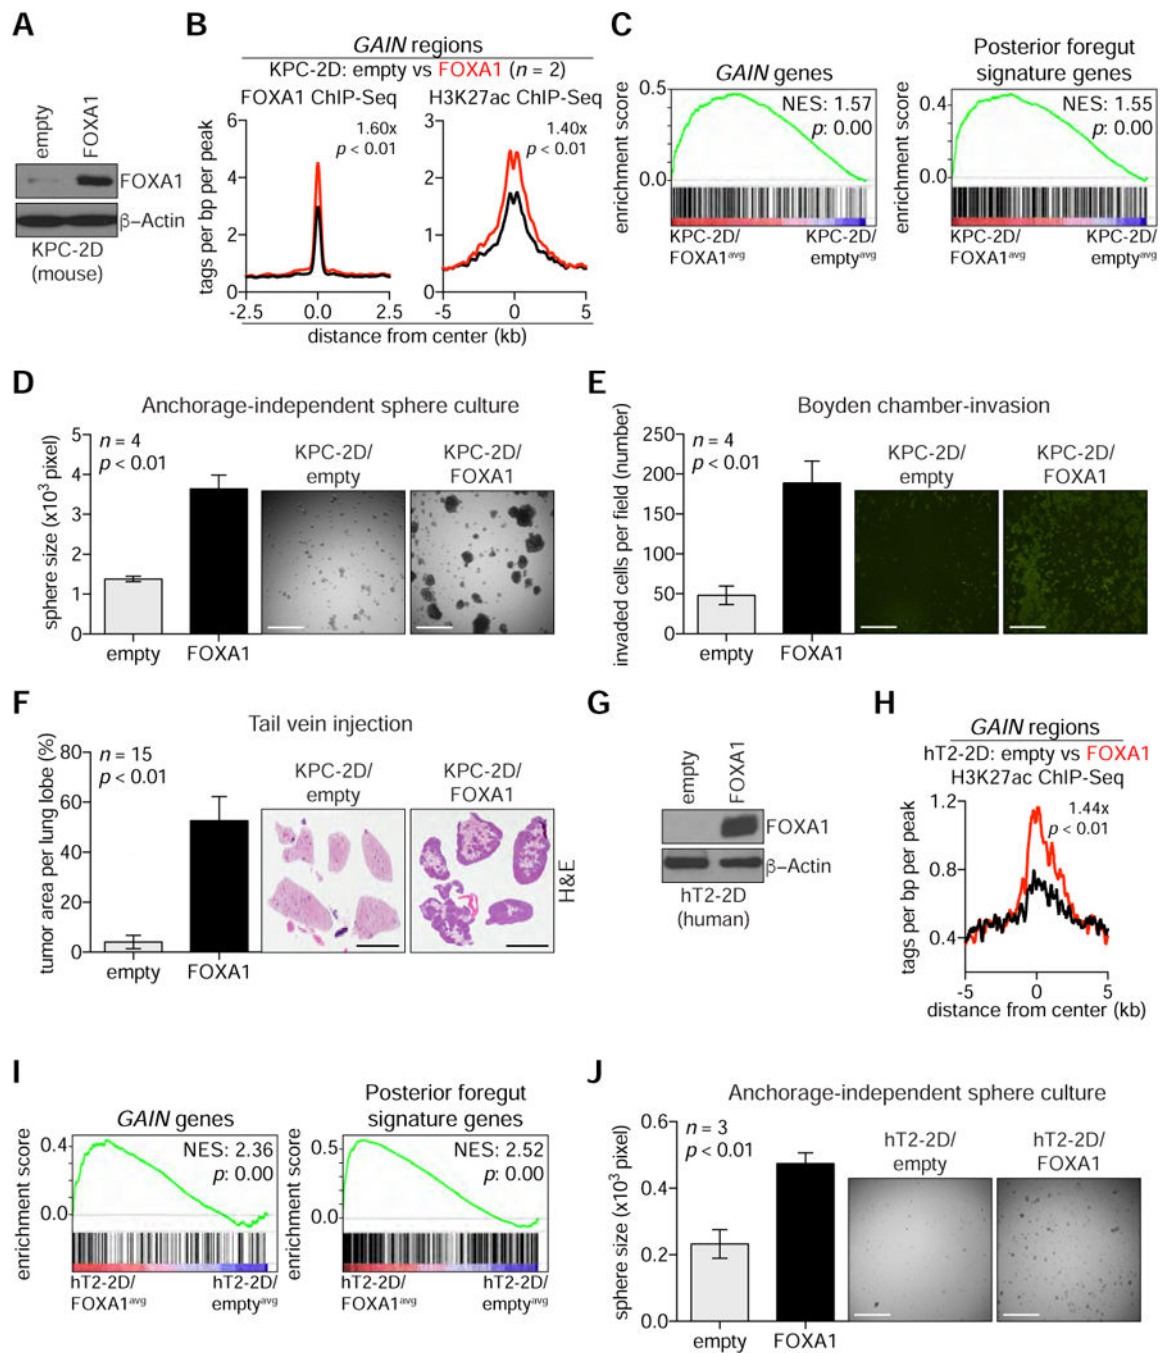 A
empty
FOXA1
FOXA1
β–Actin
KPC-2D
(mouse)
B
GAIN regions
KPC-2D: empty vs FOXA1 (n = 2)
FOXA1 ChIP-Seq
H3K27ac ChIP-Seq
tags per bp per peak
6
4
2
0
1.60x
p < 0.01
-2.5
0.0
2.5
3
2
1
0
1.40x
p < 0.01
-5
0
5
distance from center (kb)
C
GAIN genes
enrichment score
0.5
0.0
NES: 1.57
p: 0.00
KPC-2D/
FOXA1avg
KPC-2D/
emptyavg
Posterior foregut
signature genes
enrichment score
0.4
0.0
NES: 1.55
p: 0.00
KPC-2D/
FOXA1avg
KPC-2D/
emptyavg
D
Anchorage-independent sphere culture
sphere size (x10³ pixel)
5
4
3
2
1
0
n = 4
p < 0.01
empty
FOXA1
KPC-2D/
empty
KPC-2D/
FOXA1
E
Boyden chamber-invasion
invaded cells per field (number)
250
200
150
100
50
0
n = 4
p < 0.01
empty
FOXA1
KPC-2D/
empty
KPC-2D/
FOXA1
F
Tail vein injection
tumor area per lung lobe (%)
80
60
40
20
0
n = 15
p < 0.01
empty
FOXA1
KPC-2D/
empty
KPC-2D/
FOXA1
H&E
G
empty
FOXA1
FOXA1
β–Actin
hT2-2D
(human)
H
GAIN regions
hT2-2D: empty vs FOXA1
H3K27ac ChIP-Seq
tags per bp per peak
1.2
0.8
0.4
1.44x
p < 0.01
-5
0
5
distance from center (kb)
I
GAIN genes
enrichment score
0.4
0.0
NES: 2.36
p: 0.00
hT2-2D/
FOXA1avg
hT2-2D/
emptyavg
Posterior foregut
signature genes
enrichment score
0.5
0.0
NES: 2.52
p: 0.00
hT2-2D/
FOXA1avg
hT2-2D/
emptyavg
J
Anchorage-independent sphere culture
sphere size (x10³ pixel)
0.6
0.4
0.2
0.0
n = 3
p < 0.01
empty
FOXA1
hT2-2D/
empty
hT2-2D/
FOXA1